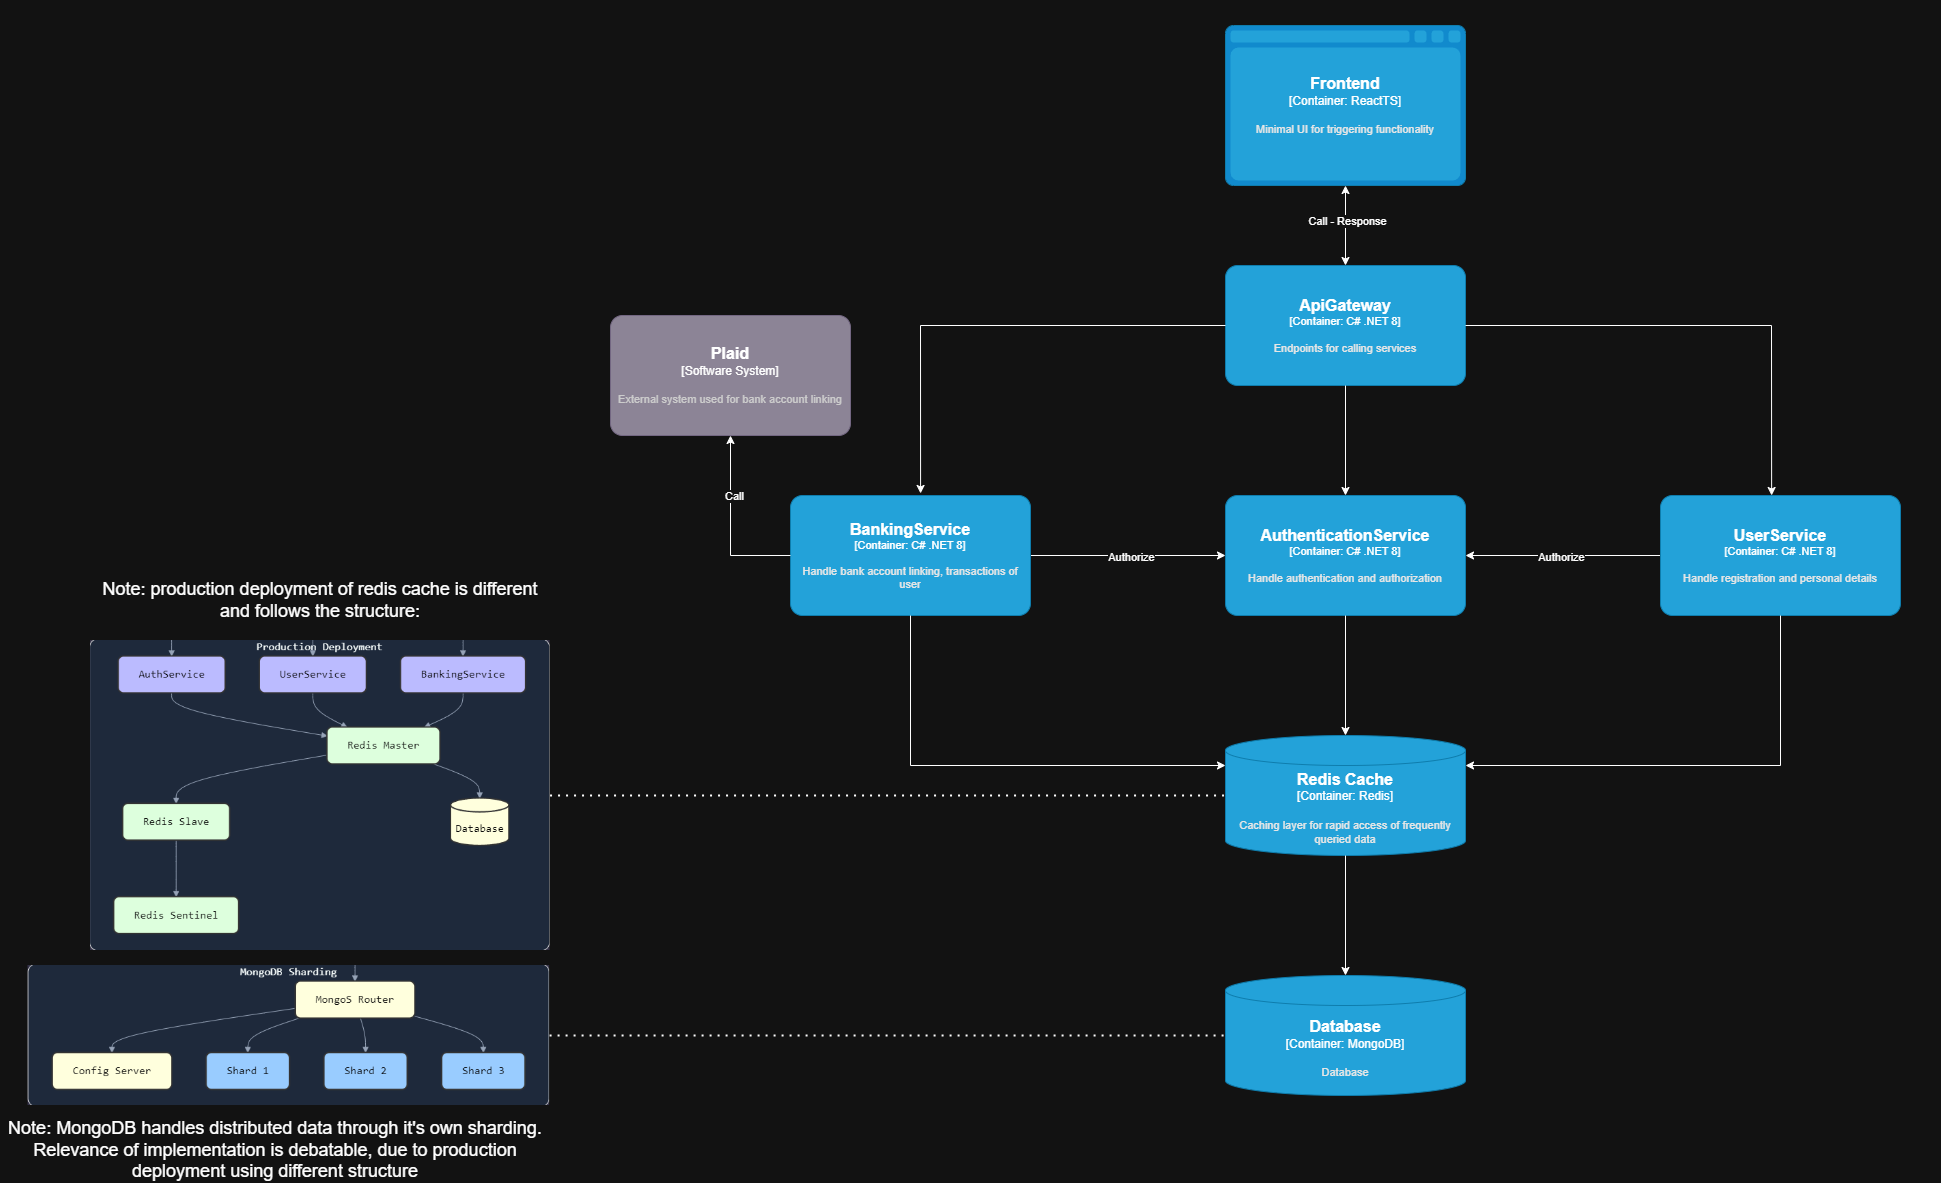 Frontend
[Container: ReactTS]
Minimal UI for triggering functionality
Call - Response
ApiGateway
[Container: C# .NET 8]
Endpoints for calling services
Plaid
[Software System]
External system used for bank account linking
Call
BankingService
[Container: C# .NET 8]
Handle bank account linking, transactions of
user
Authorize
AuthenticationService
[Container: C# .NET 8]
Handle authentication and authorization
Authorize
UserService
[Container: C# .NET 8]
Handle registration and personal details
Note: production deployment of redis cache is different
and follows the structure:
Production Deployment
AuthService
UserService
BankingService
Redis Master
Redis Slave
Database
Redis Sentinel
Redis Cache
[Container: Redis]
Caching layer for rapid access of frequently
queried data
MongoDB Sharding
MongoS Router
Config Server
Shard 1
Shard 2
Shard 3
Database
[Container: MongoDB]
Database
Note: MongoDB handles distributed data through it's own sharding.
Relevance of implementation is debatable, due to production
deployment using different structure